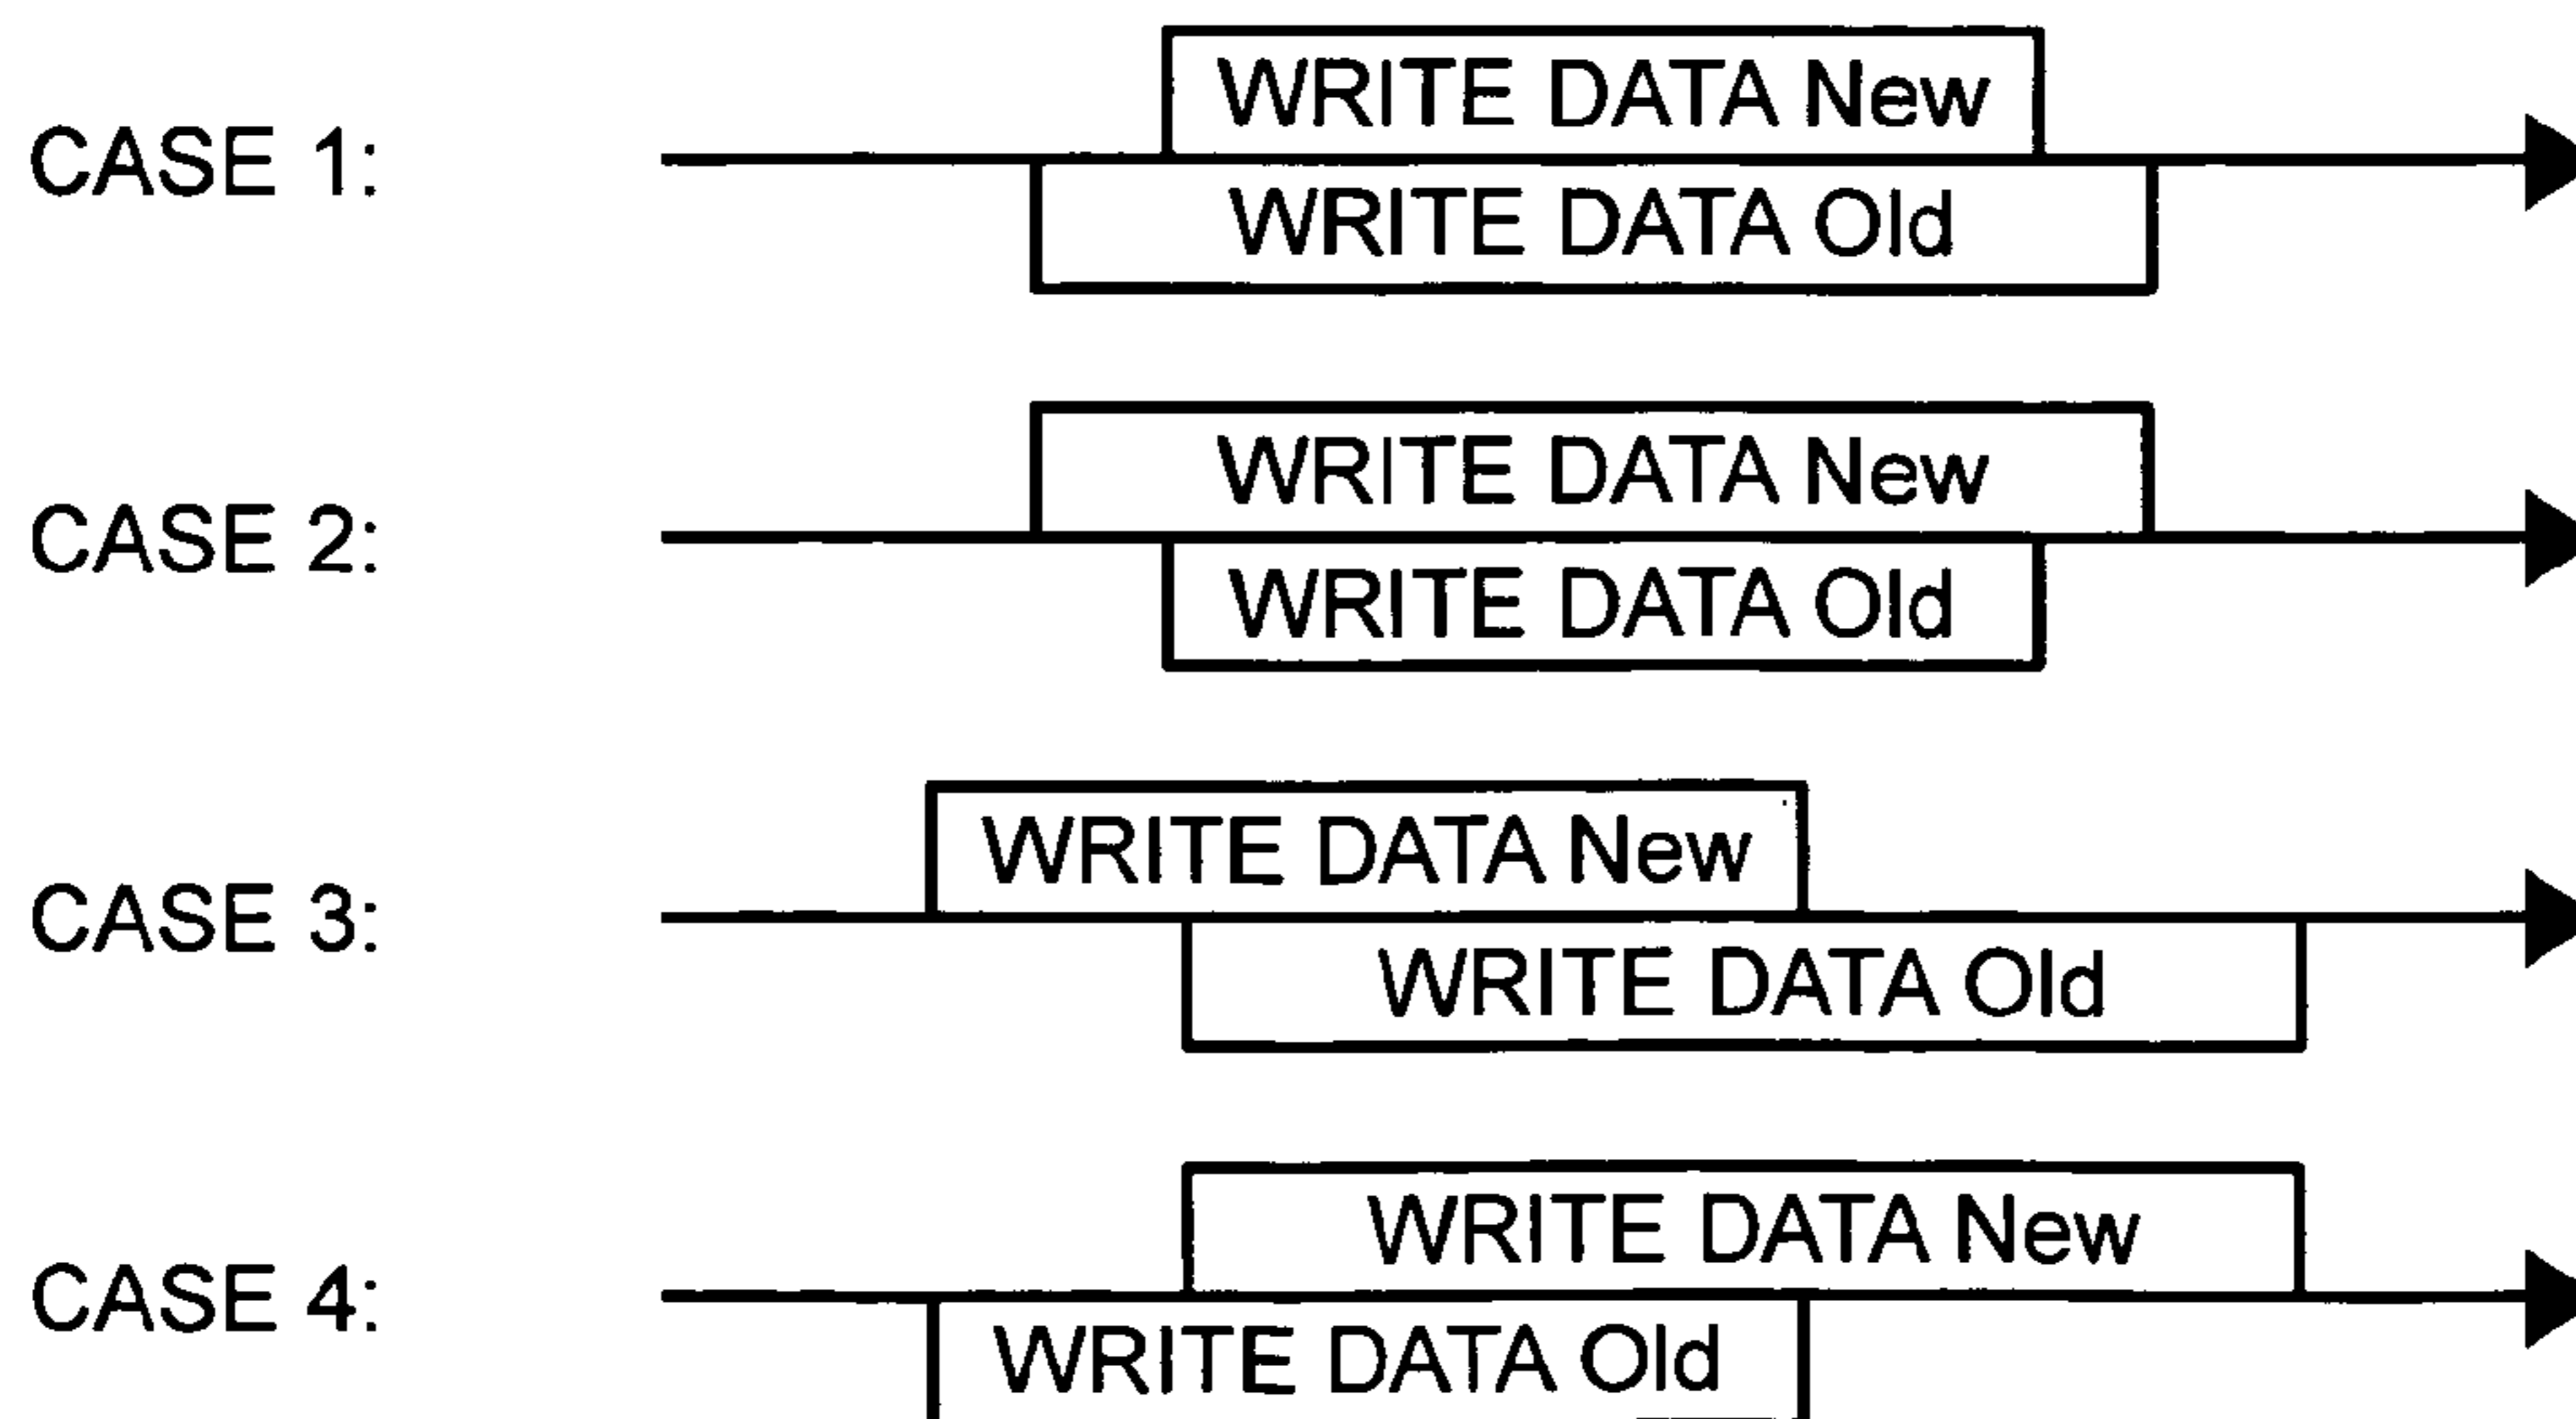 WRITE DATA New
CASE 1:
WRITE DATA Old
WRITE DATA New
CASE 2:
WRITE DATA Old
WRITE DATA New
CASE 3:
WRITE DATA Old
WRITE DATA New
CASE 4:
WRITE DATA Old